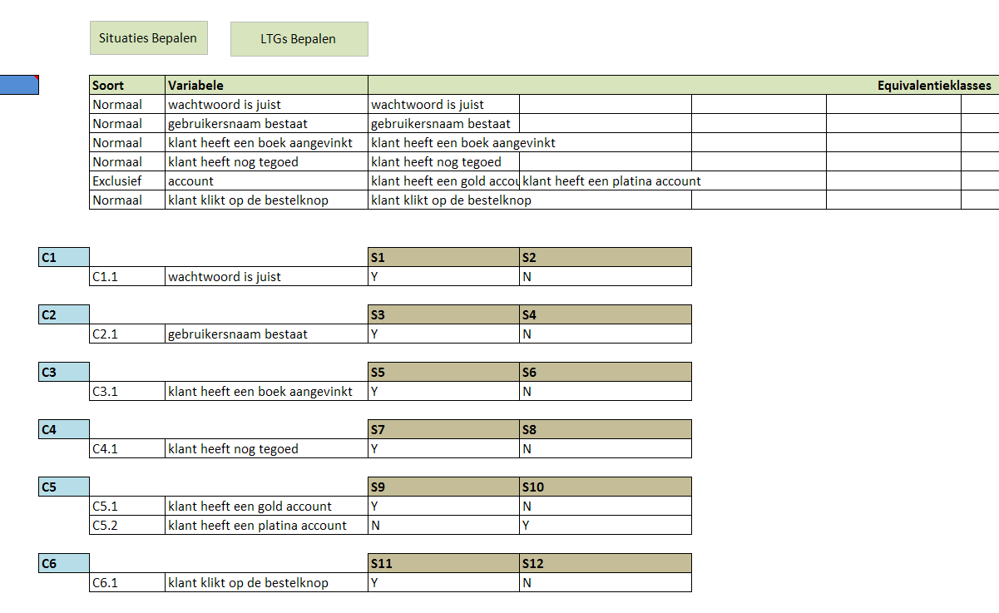 Situaties Bepalen LTGs Bepalen
Soort Variabele Equivalentieklasses
Normaal wachtwoord is juist wachtwoord is juist
Normaal gebruikersnaam bestaat gebruikersnaam bestaat
Normaal klant heeft een boek aangevinkt klant heeft een boek aangevinkt
Normaal klant heeft nog tegoed klant heeft nog tegoed
Exclusief account klant heeft een gold accou klant heeft een platina account
Normaal klant klikt op de bestelknop klant klikt op de bestelknop
C1 S1 S2
C1.1 wachtwoord is juist Y N
C2 S3 S4
C2.1 gebruikersnaam bestaat Y N
C3 S5 S6
C3.1 klant heeft een boek aangevinkt Y N
C4 S7 S8
C4.1 klant heeft nog tegoed Y N
C5 S9 S10
C5.1 klant heeft een gold account Y N
C5.2 klant heeft een platina account N Y
C6 S11 S12
C6.1 klant klikt op de bestelknop Y N